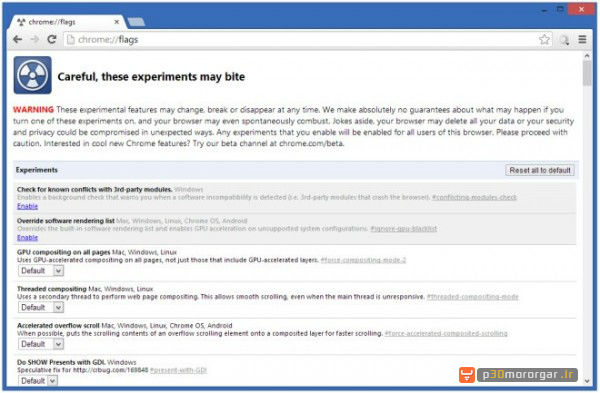 chrome://flags
chrome://flags
Careful, these experiments may bite
WARNING These experimental features may change, break or disappear at any time. We make absolutely no guarantees about what may happen if
you turn one of these experiments on, and your browser may even spontaneously combust. Jokes aside, your browser may delete all your data or your
security and privacy could be compromised in unexpected ways. Any experiments that you enable will be enabled for all users of this browser. Please proceed with
caution. Interested in cool new Chrome features? Try our beta channel at chrome.com/beta.
Experiments
Reset all to default
Check for known conflicts with 3rd-party modules. Windows
Enables a background check that warns you when a software incompatibility is detected (i.e. 3rd-party modules that crash the browser). #conflicting-modules-check
Enable
Override software rendering list Mac, Windows, Linux, Chrome OS, Android
Overrides the built-in software rendering list and enables GPU acceleration on unsupported system configurations. #ignore-gpu-blacklist
Enable
GPU compositing on all pages Mac, Windows, Linux
Uses GPU-accelerated compositing on all pages, not just those that include GPU-accelerated layers. #force-compositing-mode-2
Default
Threaded compositing Mac, Windows, Linux
Uses a secondary thread to perform web page compositing. This allows smooth scrolling, even when the main thread is unresponsive. #threaded-compositing-mode
Default
Accelerated overflow scroll Mac, Windows, Linux, Chrome OS, Android
When possible, puts the scrolling contents of an overflow scrolling element onto a composited layer for faster scrolling. #force-accelerated-composited-scrolling
Default
Do SHOW Presents with GDI. Windows
Speculative fix for http://crbug.com/169848 #present-with-GDI
Default
p30mororgar.ir